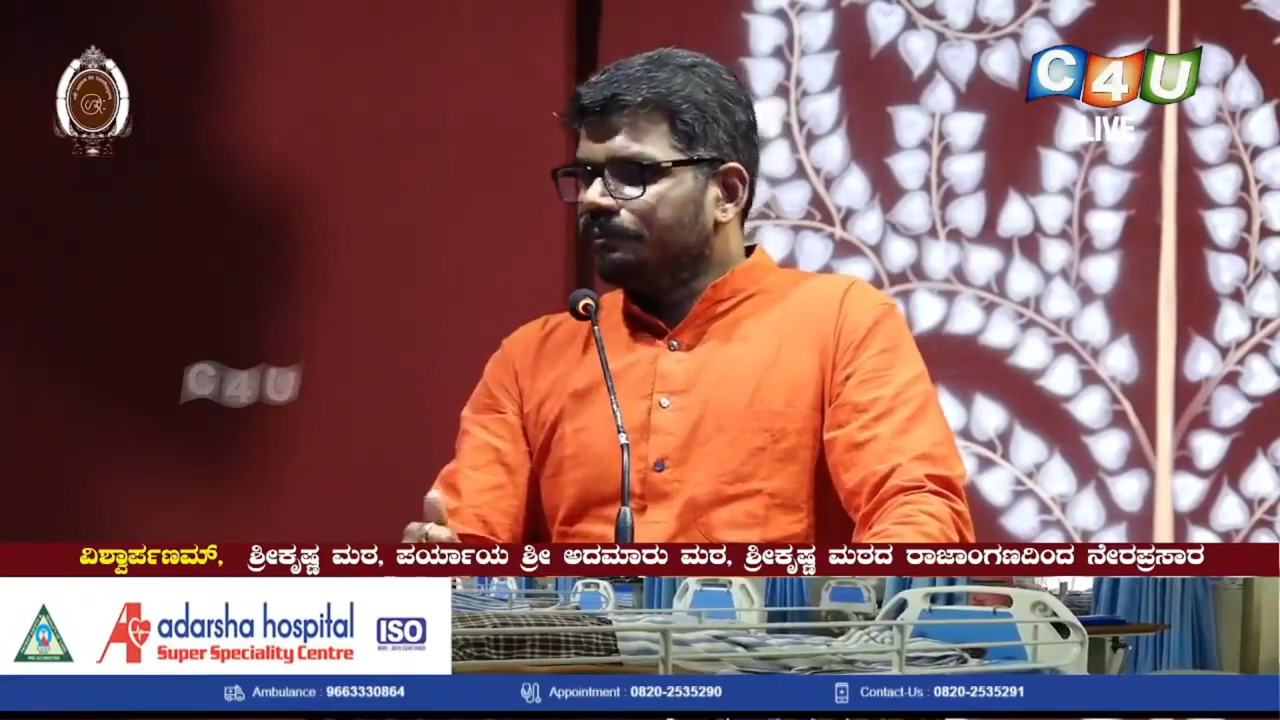 C4U
LIVE
C4U
ವಿಶ್ವಾರ್ಪಣಮ್, ಶ್ರೀಕೃಷ್ಣ ಮಠ, ಪರ್ಯಾಯ ಶ್ರೀ ಅದಮಾರು ಮಠ, ಶ್ರೀಕೃಷ್ಣ ಮಠದ ರಾಜಾಂಗಣದಿಂದ ನೇರಪ್ರಸಾರ
adarsha hospital
Super Speciality Centre
ISO
Ambulance : 9663330864
Appointment : 0820-2535290
Contact-Us : 0820-2535291